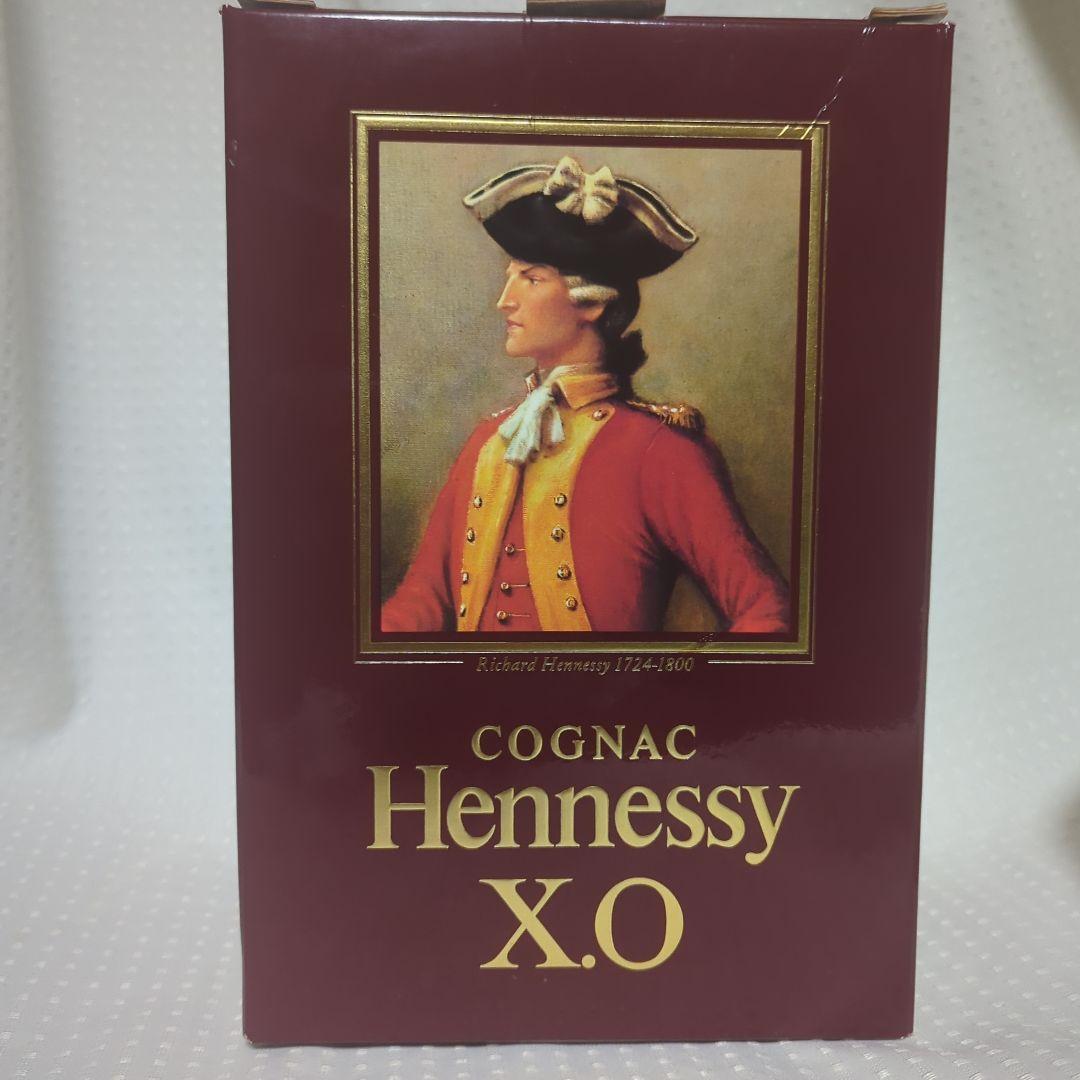 Richard Hennessy 1724-1800
COGNAC
Hennessy
X.O